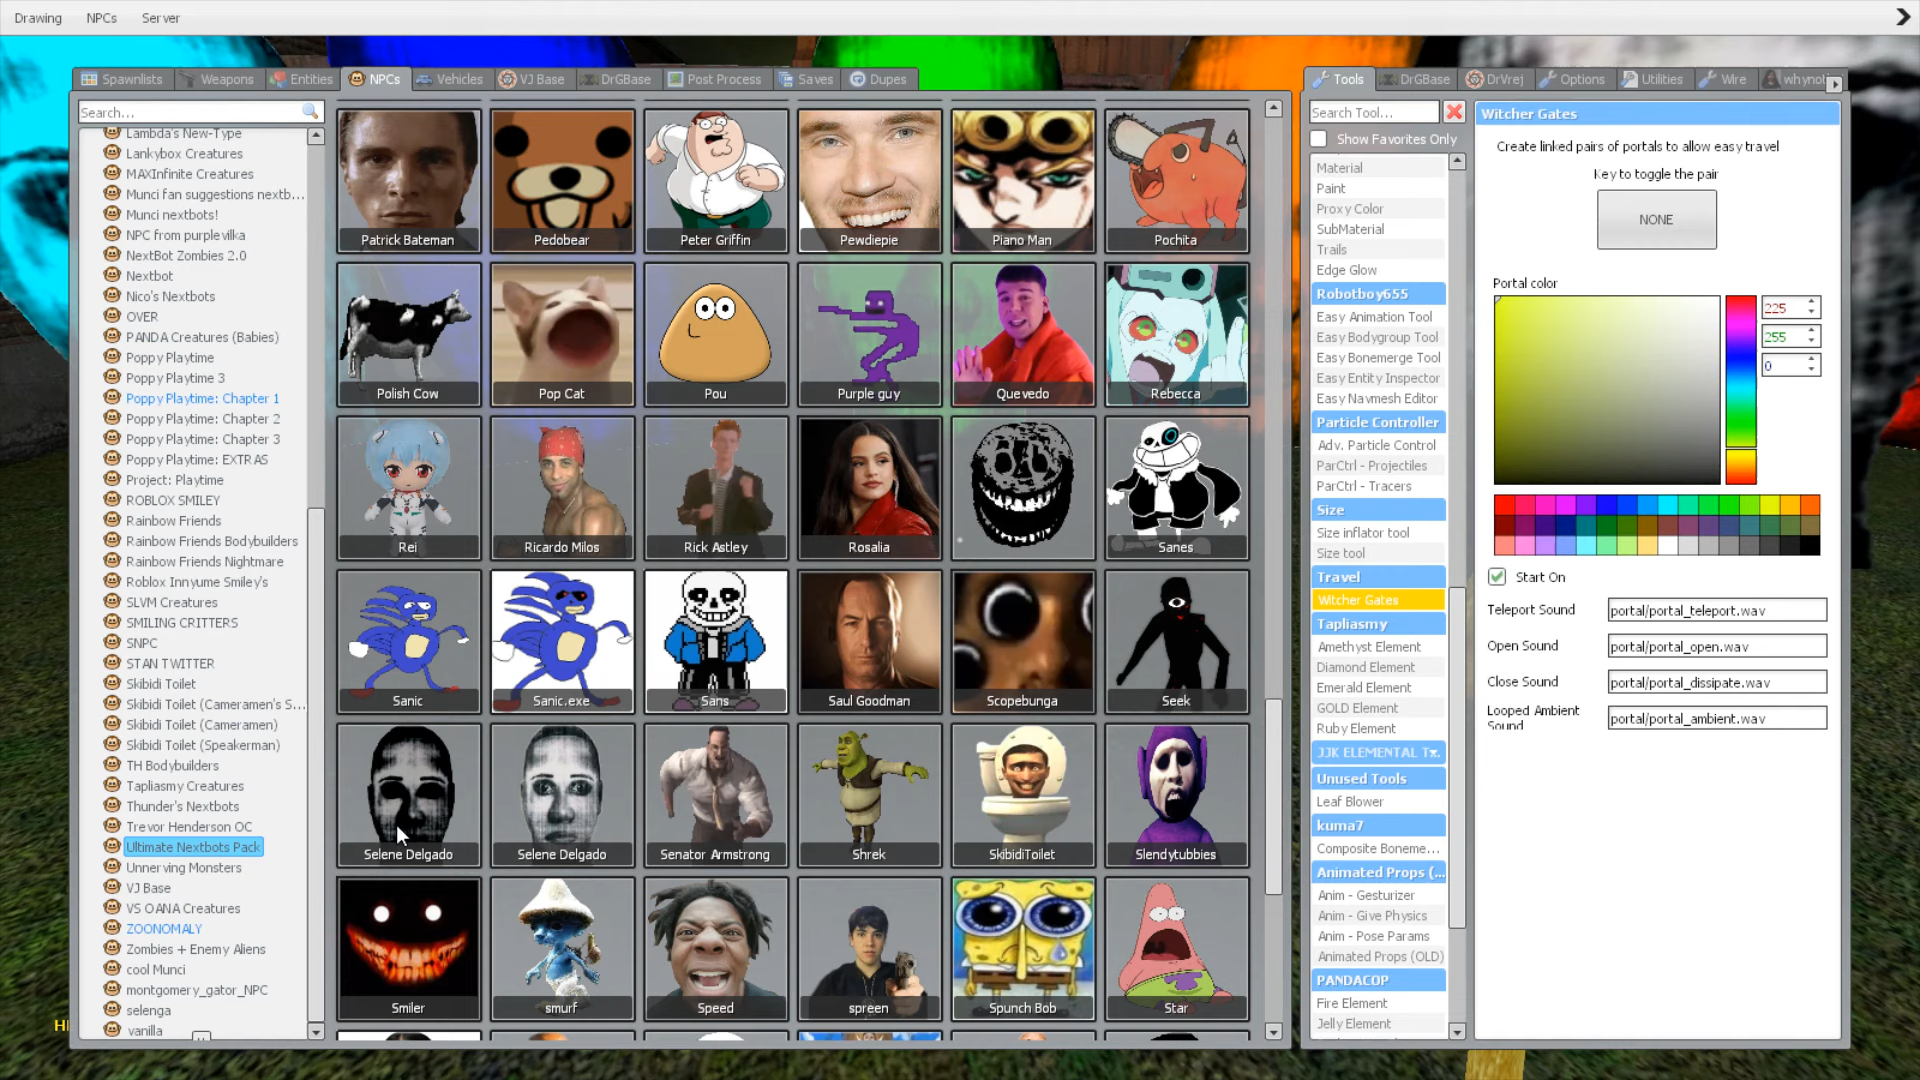 Drawing NPCs Server
Spawnlists Weapons Entities NPCs Vehicles VJ Base DrGBase Post Process Saves Dupes
Search...
Lambda's New-Type
Lankybox Creatures
MAXInfinite Creatures
Munci fan suggestions nextb...
Munci nextbots!
NPC from purplevilka
NextBot Zombies 2.0
Nextbot
Nico's Nextbots
OVER
PANDA Creatures (Babies)
Poppy Playtime
Poppy Playtime 3
Poppy Playtime: Chapter 1
Poppy Playtime: Chapter 2
Poppy Playtime: Chapter 3
Poppy Playtime: EXTRAS
Project: Playtime
ROBLOX SMILEY
Rainbow Friends
Rainbow Friends Bodybuilders
Rainbow Friends Nightmare
Roblox Innyume Smiley's
SLVM Creatures
SMILING CRITTERS
SNPC
STAN TWITTER
Skibidi Toilet
Skibidi Toilet (Cameramen's S...
Skibidi Toilet (Cameramen)
Skibidi Toilet (Speakerman)
TH Bodybuilders
Tapliasmy Creatures
Thunder's Nextbots
Trevor Henderson OC
Ultimate Nextbots Pack
Unnerving Monsters
VJ Base
VS OANA Creatures
ZOONOMALY
Zombies + Enemy Aliens
cool Munci
montgomery_gator_NPC
selenga
vanilla
Patrick Bateman Pedobear Peter Griffin Pewdiepie Piano Man Pochita
Polish Cow Pop Cat Pou Purple guy Quevedo Rebecca
Rei Ricardo Milos Rick Astley Rosalia Sanes
Sanic Sanic.exe Sans Saul Goodman Scopebunga Seek
Selene Delgado Selene Delgado Senator Armstrong Shrek SkibidiToilet Slendytubbies
Smiler smurf Speed spreen Spunch Bob Star
Tools DrGBase DrVrej Options Utilities Wire whynot
Search Tool...
Show Favorites Only
Material
Paint
Proxy Color
SubMaterial
Trails
Edge Glow
Robotboy655
Easy Animation Tool
Easy Bodygroup Tool
Easy Bonemerge Tool
Easy Entity Inspector
Easy Navmesh Editor
Particle Controller
Adv. Particle Control
ParCtrl - Projectiles
ParCtrl - Tracers
Size
Size inflator tool
Size tool
Travel
Witcher Gates
Tapliasmy
Amethyst Element
Diamond Element
Emerald Element
GOLD Element
Ruby Element
JJK ELEMENTAL
Unused Tools
Leaf Blower
kuma7
Composite Boneme...
Animated Props (...
Anim - Gesturizer
Anim - Give Physics
Anim - Pose Params
Animated Props (OLD)
PANDACOP
Fire Element
Jelly Element
Witcher Gates
Create linked pairs of portals to allow easy travel
Key to toggle the pair
NONE
Portal color
225
255
0
Start On
Teleport Sound portal/portal_teleport.wav
Open Sound portal/portal_open.wav
Close Sound portal/portal_dissipate.wav
Looped Ambient Sound portal/portal_ambient.wav